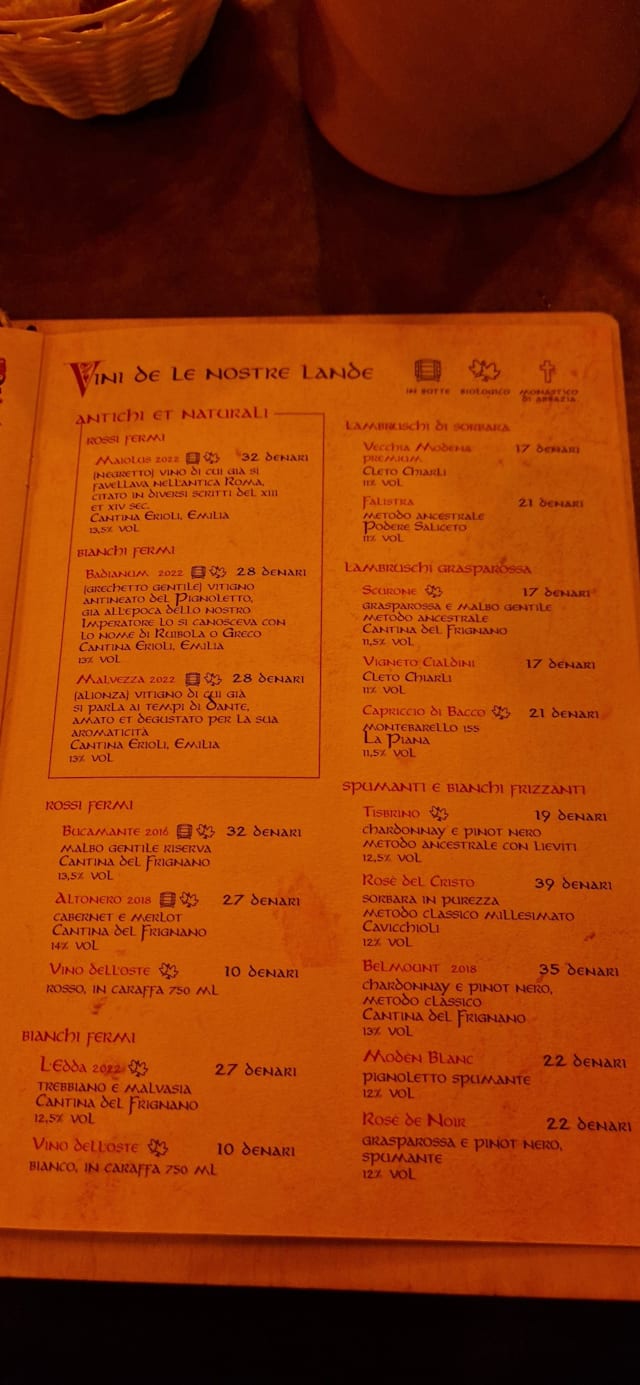 Vini de le nostre lande
in botte
biologico
monastico
di abbazia
antichi et naturali
rossi fermi
Maiolus 2022 32 denari
(negretto) vino di cui già si
favellava nell'antica Roma,
citato in diversi scritti del XIII
et XIV sec.
Cantina Erioli, Emilia
13,5% vol
bianchi fermi
Badianum 2022 28 denari
(grechetto gentile) vitigno
antineato del Pignoletto,
già all'epoca dello nostro
Imperatore lo si canosceva con
lo nome di Ruibola o Greco
Cantina Erioli, Emilia
13% vol
Malvezza 2022 28 denari
(alionza) vitigno di cui già
si parla ai tempi di Dante,
amato et degustato per la sua
aromaticità
Cantina Erioli, Emilia
13% vol
rossi fermi
Bucamante 2016 32 denari
malbo gentile riserva
Cantina del Frignano
13,5% vol
Altonero 2018 27 denari
cabernet e merlot
Cantina del Frignano
14% vol
Vino dell'oste 10 denari
rosso, in caraffa 750 ml
bianchi fermi
Ledda 2022 27 denari
trebbiano e malvasia
Cantina del Frignano
12,5% vol
Vino dell'oste 10 denari
bianco, in caraffa 750 ml
lambruschi di sorbara
Vecchia Modena 17 denari
premium
Cleto Chiarli
11% vol
Falistra 21 denari
metodo ancestrale
Podere Saliceto
11% vol
lambruschi grasparossa
Scurone 17 denari
grasparossa e malbo gentile
metodo ancestrale
Cantina del Frignano
11,5% vol
Vigneto Cialdini 17 denari
Cleto Chiarli
11% vol
Capriccio di Bacco 21 denari
montebarello 155
La Piana
11,5% vol
spumanti e bianchi frizzanti
Tisbrino 19 denari
chardonnay e pinot nero
metodo ancestrale con lieviti
12,5% vol
Rosè del Cristo 39 denari
sorbara in purezza
metodo classico millesimato
Cavicchioli
12% vol
Belmount 2018 35 denari
chardonnay e pinot nero,
metodo classico
Cantina del Frignano
13% vol
Moden Blanc 22 denari
pignoletto spumante
12% vol
Rosé de Noir 22 denari
grasparossa e pinot nero,
spumante
12% vol